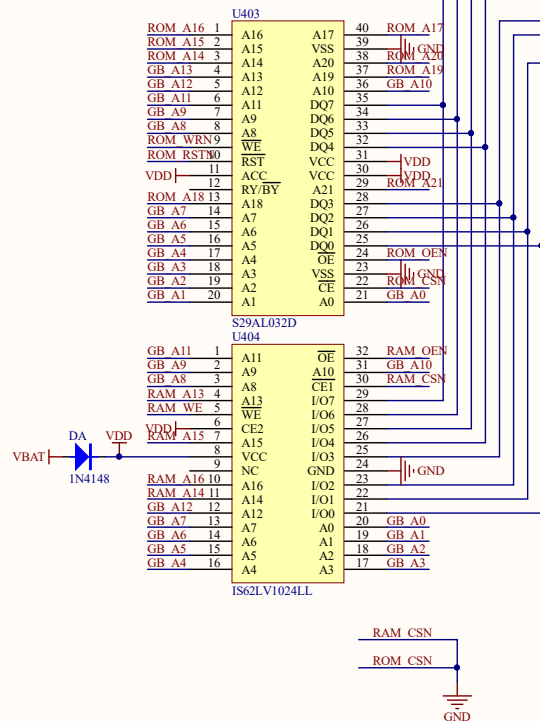 U403
ROM_A16 1 A16 A17 40 ROM_A17
ROM_A15 2 A15 VSS 39 GND
ROM_A14 3 A14 A20 38 ROM_A20
GB_A13 4 A13 A19 37 ROM_A19
GB_A12 5 A12 A10 36 GB_A10
GB_A11 6 A11 DQ7 35
GB_A9 7 A9 DQ6 34
GB_A8 8 A8 DQ5 33
ROM_WRN 9 WE DQ4 32
ROM_RSTN 10 RST VCC 31 VDD
VDD 11 ACC VCC 30 VDD
12 RY/BY A21 29 ROM_A21
ROM_A18 13 A18 DQ3 28
GB_A7 14 A7 DQ2 27
GB_A6 15 A6 DQ1 26
GB_A5 16 A5 DQ0 25
GB_A4 17 A4 OE 24 ROM_OEN
GB_A3 18 A3 VSS 23 GND
GB_A2 19 A2 CE 22 ROM_CSN
GB_A1 20 A1 A0 21 GB_A0
S29AL032D
U404
GB_A11 1 A11 OE 32 RAM_OEN
GB_A9 2 A9 A10 31 GB_A10
GB_A8 3 A8 CE1 30 RAM_CSN
RAM_A13 4 A13 I/O7 29
RAM_WE 5 WE I/O6 28
VDD 6 CE2 I/O5 27
RAM_A15 7 A15 I/O4 26
VBAT DA 1N4148 VDD 8 VCC I/O3 25
9 NC GND 24 GND
RAM_A16 10 A16 I/O2 23
RAM_A14 11 A14 I/O1 22
GB_A12 12 A12 I/O0 21
GB_A7 13 A7 A0 20 GB_A0
GB_A6 14 A6 A1 19 GB_A1
GB_A5 15 A5 A2 18 GB_A2
GB_A4 16 A4 A3 17 GB_A3
IS62LV1024LL
RAM_CSN
ROM_CSN
GND